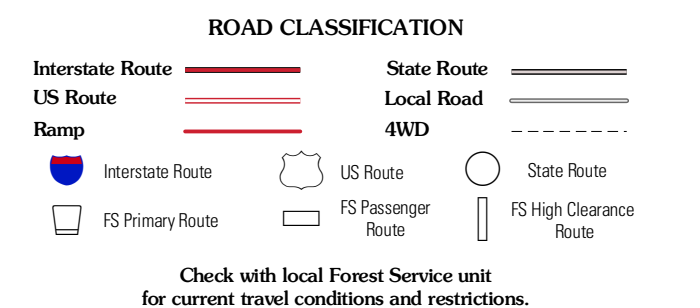 ROAD CLASSIFICATION
Interstate Route
State Route
US Route
Local Road
Ramp
4WD
Interstate Route
US Route
State Route
FS Primary Route
FS Passenger
Route
FS High Clearance
Route
Check with local Forest Service unit
for current travel conditions and restrictions.